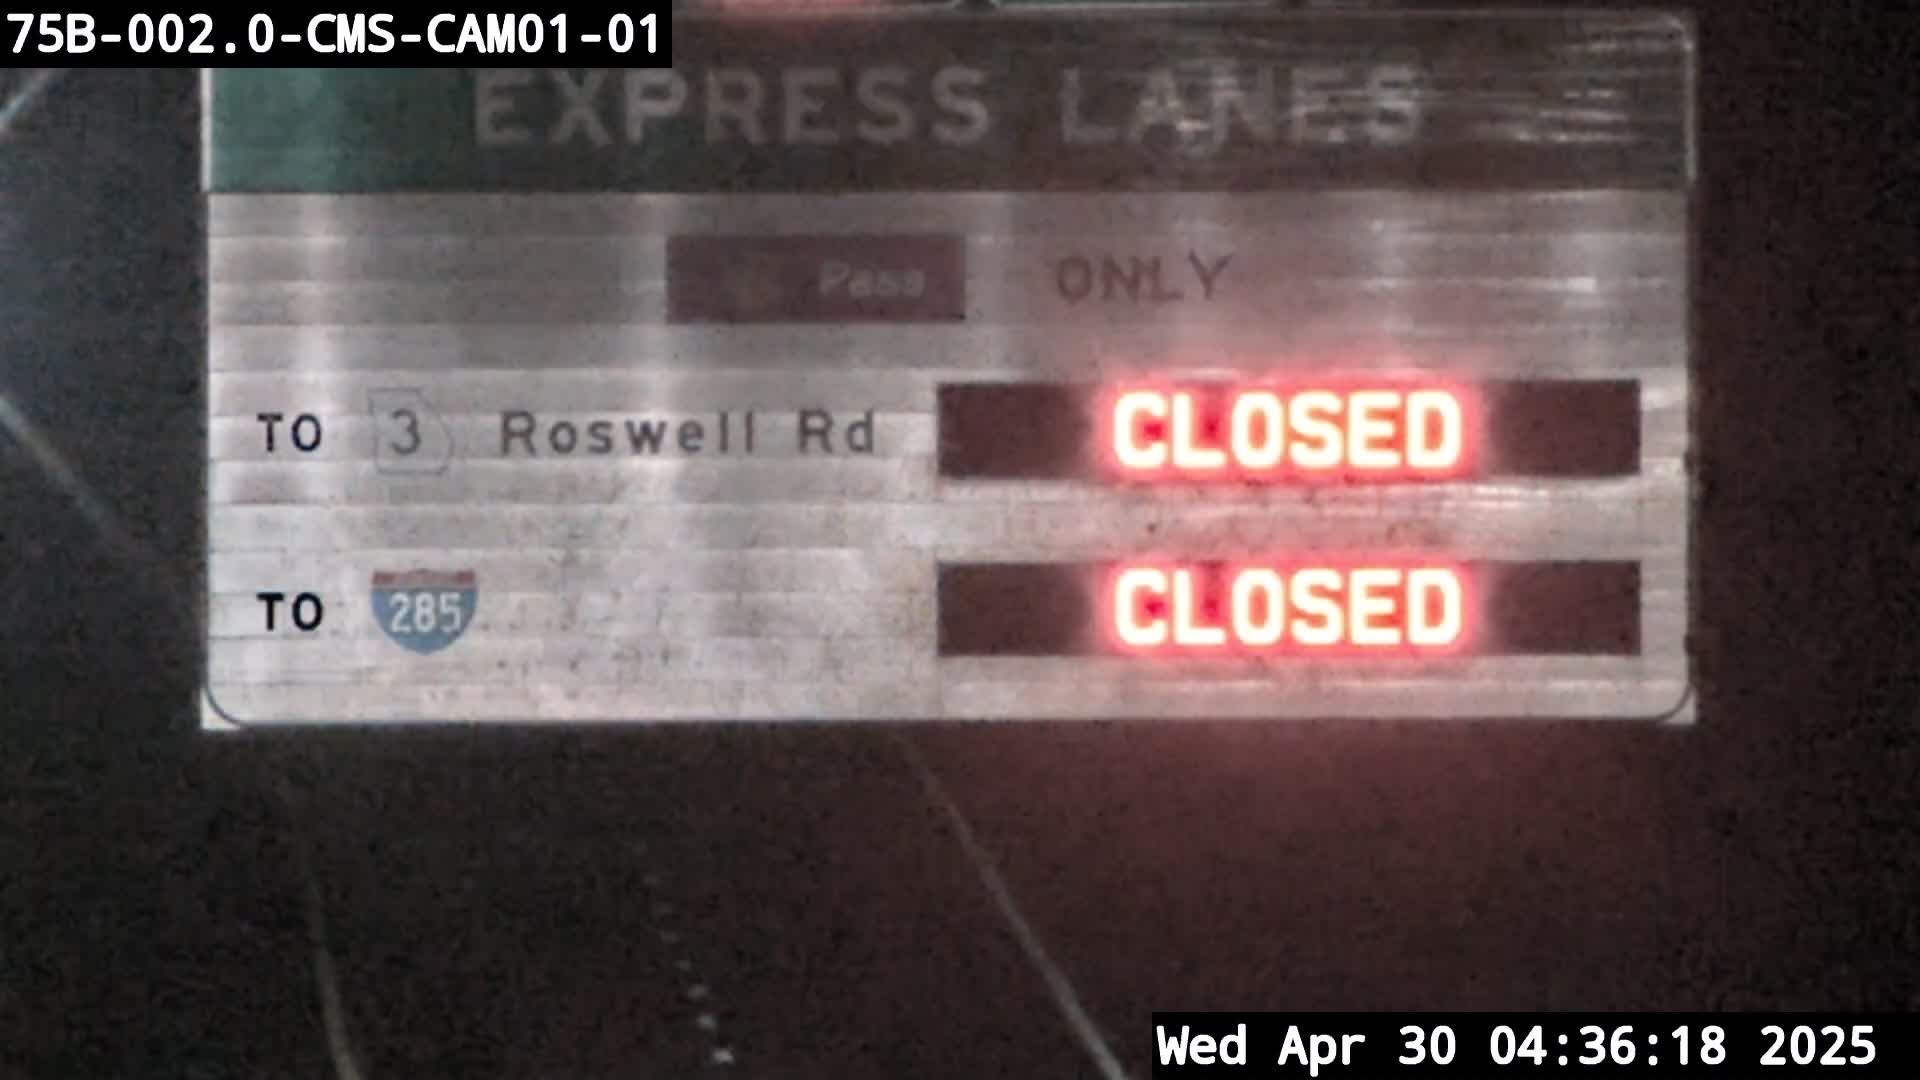 75B-002.0-CMS-CAM01-01
EXPRESS LANES
Pass ONLY
TO 3 Roswell Rd CLOSED
TO 285 CLOSED
Wed Apr 30 04:36:18 2025